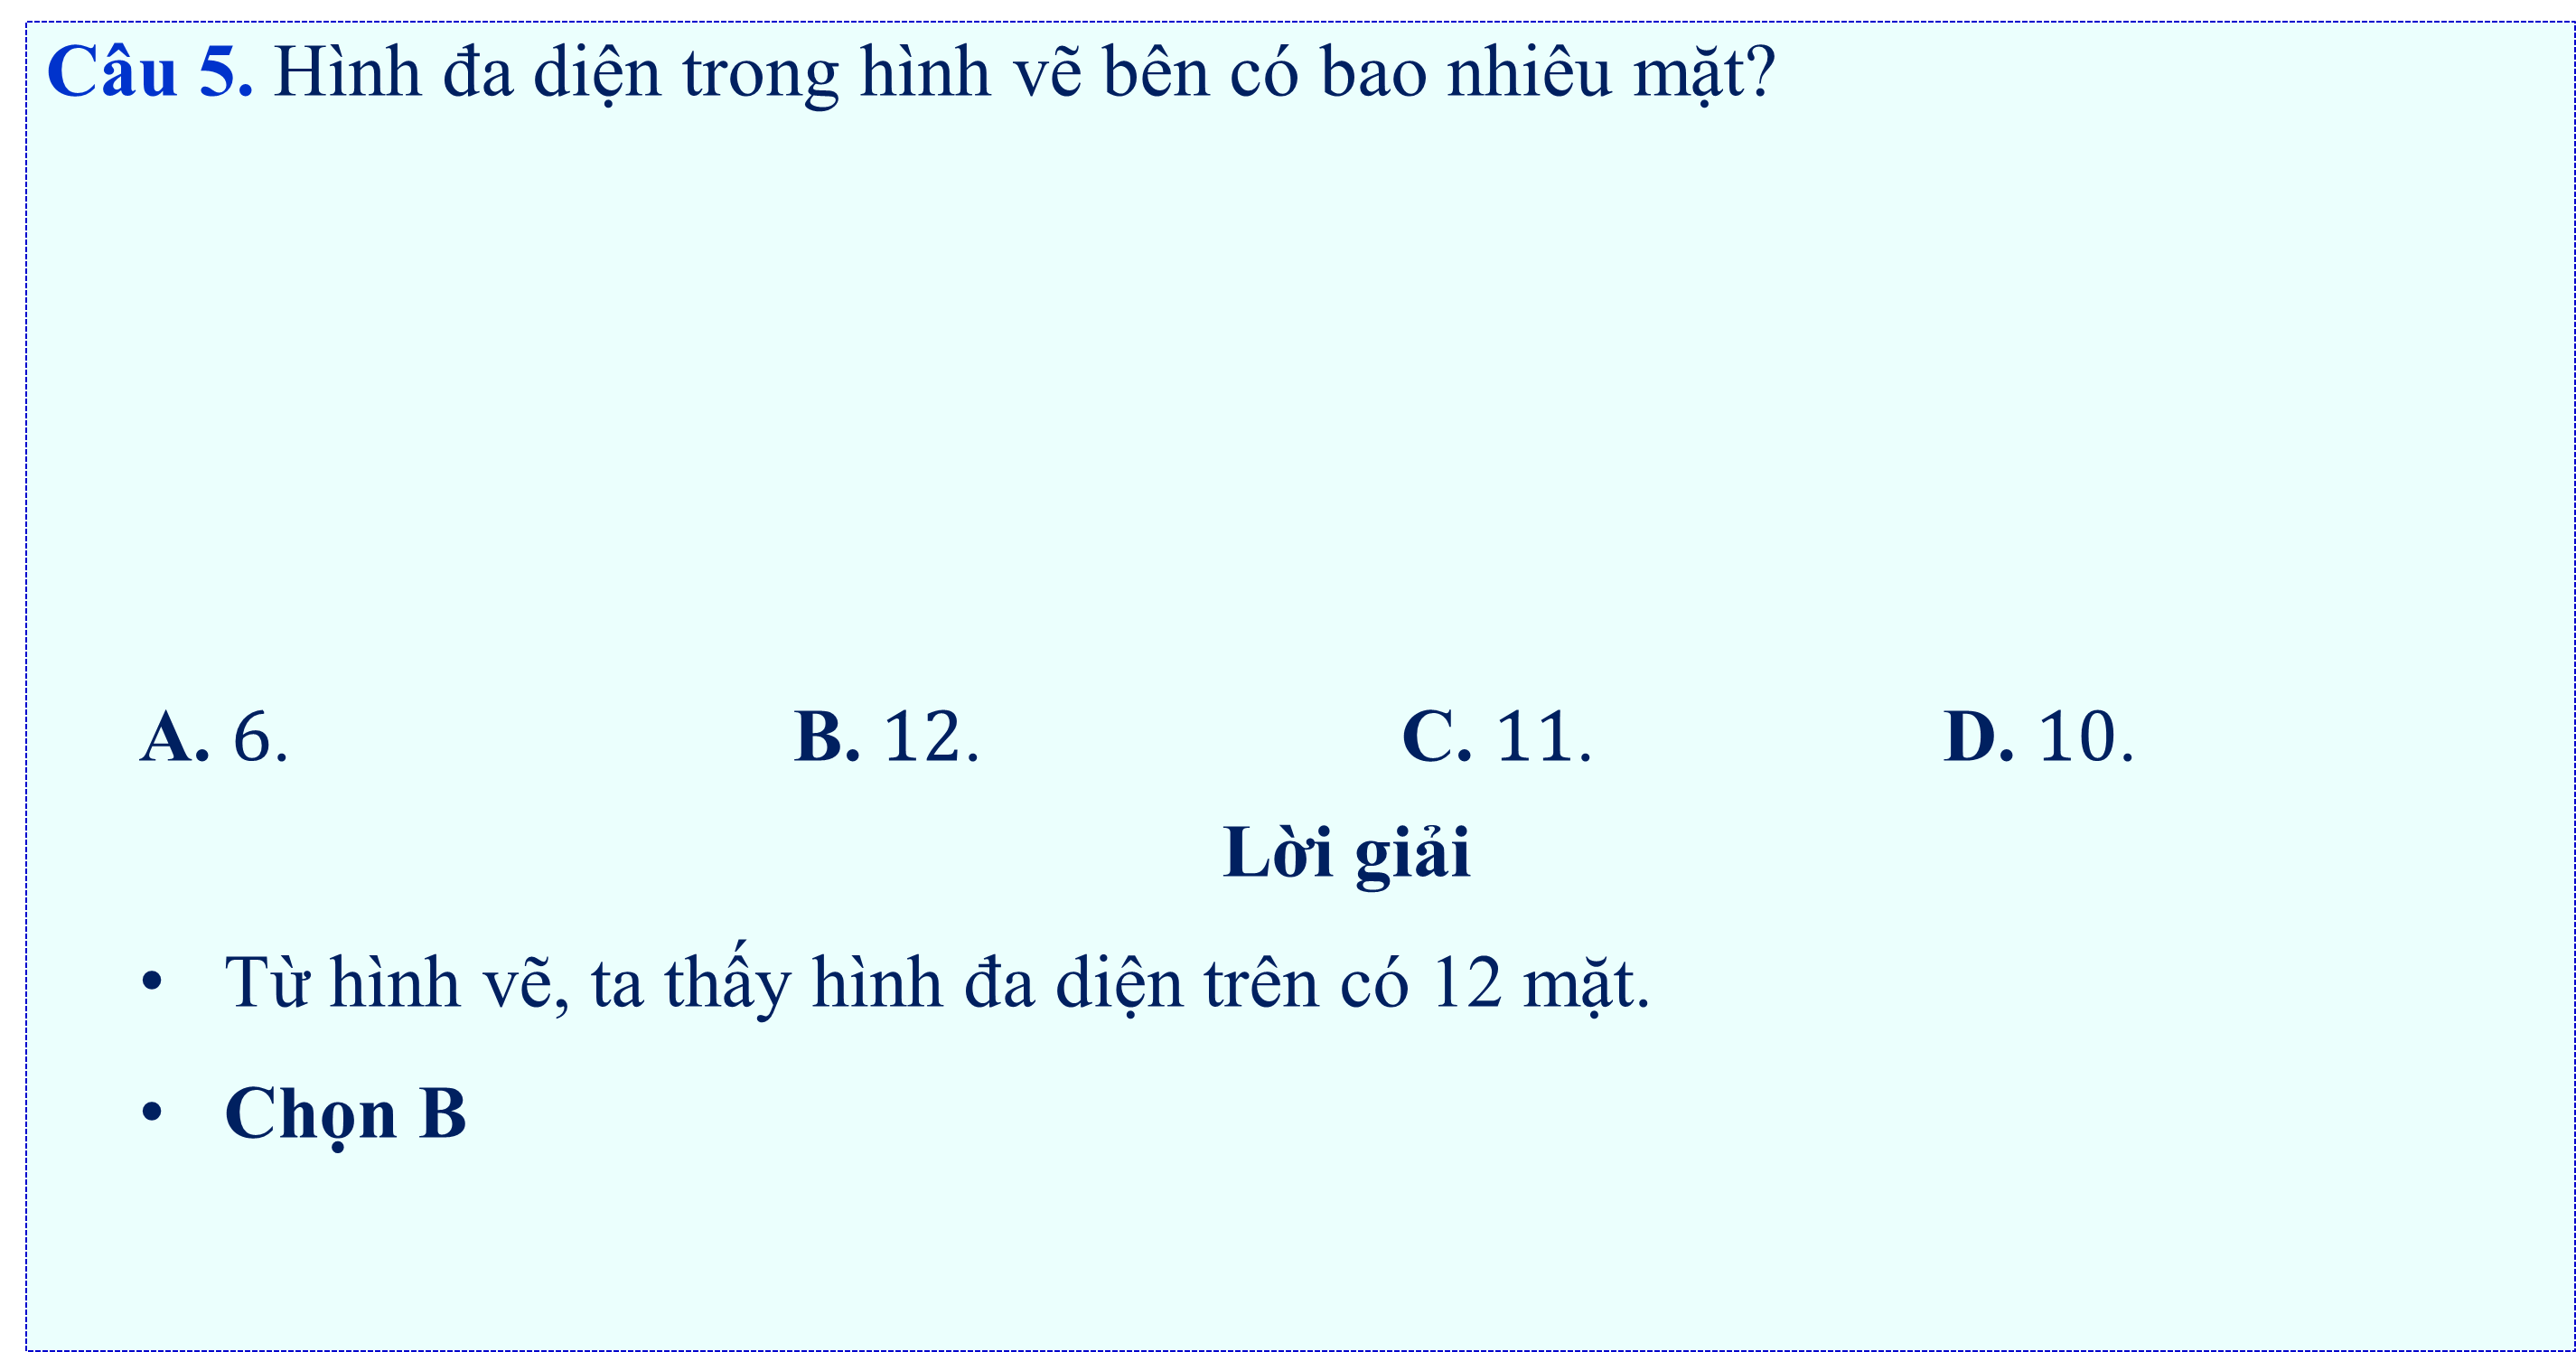 Câu 5. Hình đa diện trong hình vẽ bên có bao nhiêu mặt?
A. 6. B. 12. C. 11. D. 10.
Lời giải
• Từ hình vẽ, ta thấy hình đa diện trên có 12 mặt.
• Chọn B